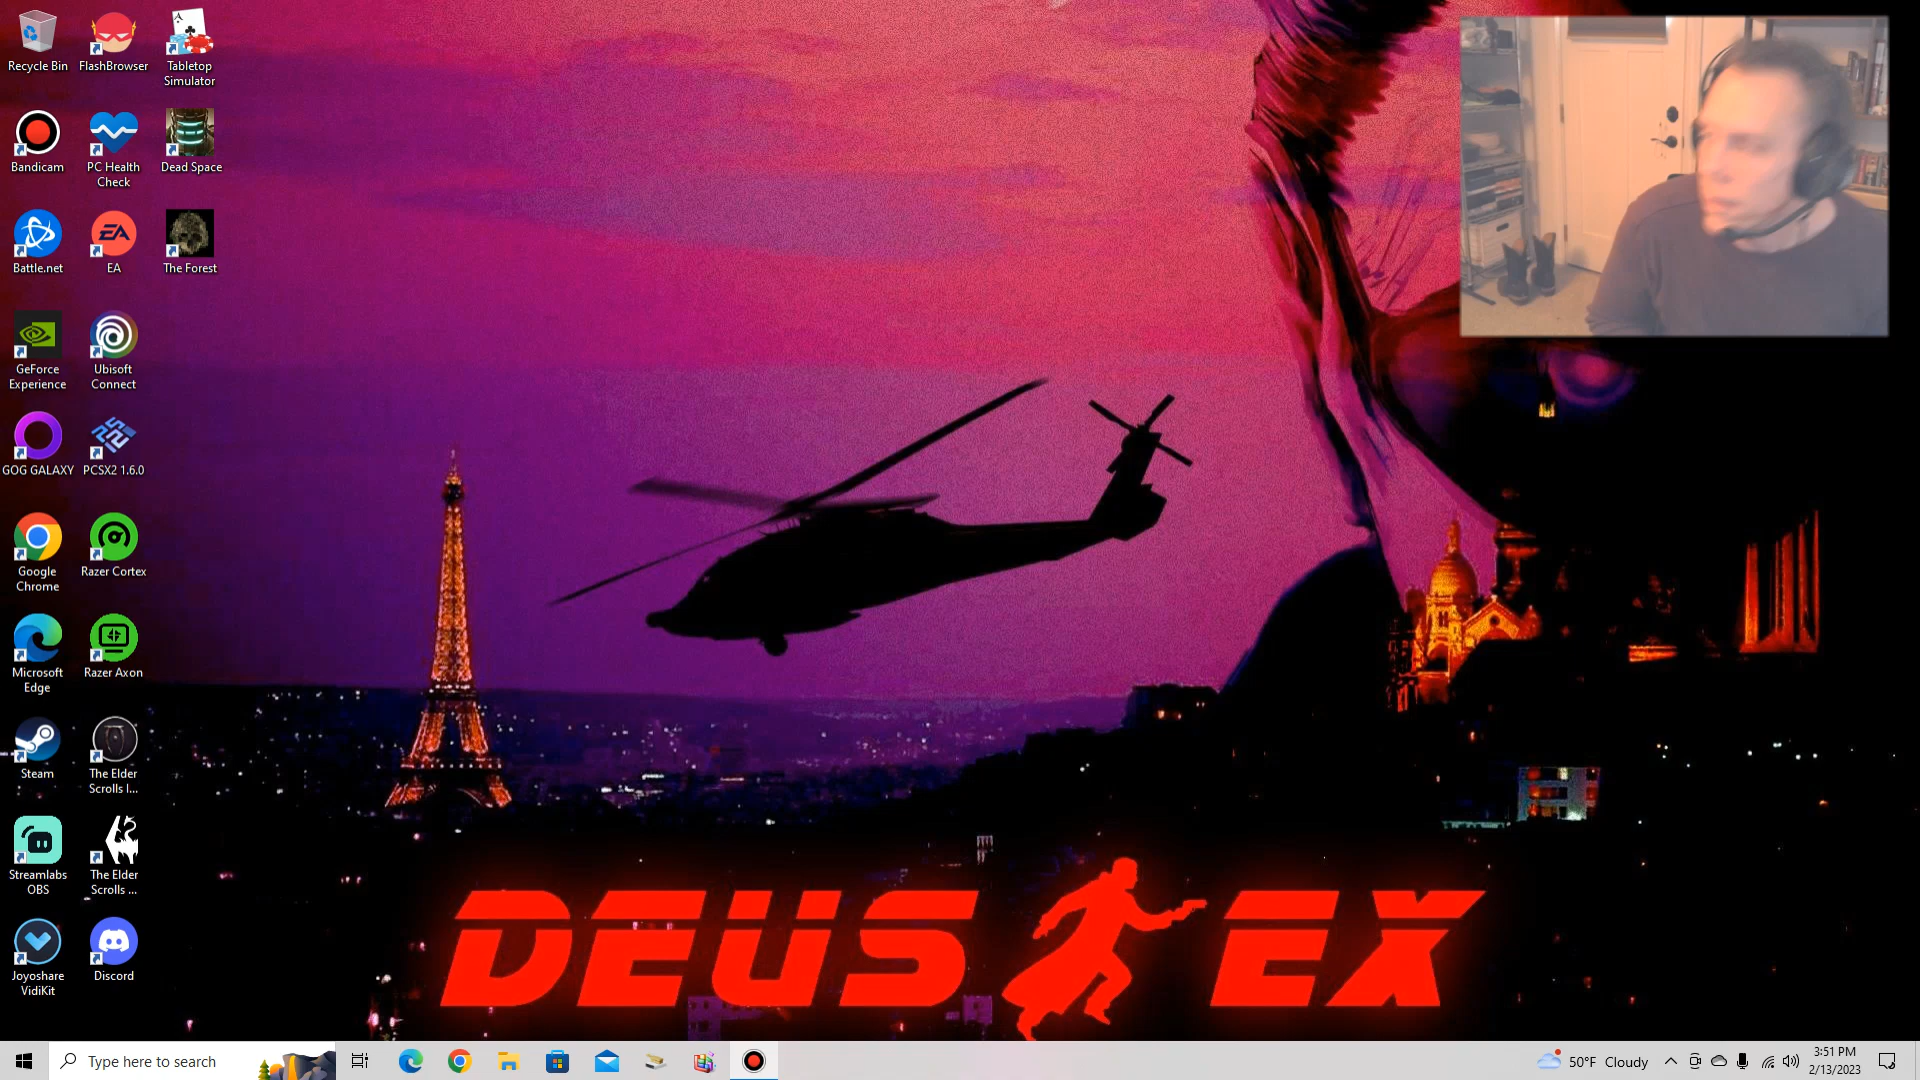 Recycle Bin
FlashBrowser
Tabletop
Simulator
Bandicam
PC Health
Check
Dead Space
Battle.net
EA
EA
The Forest
GeForce
Experience
Ubisoft
Connect
GOG GALAXY
PCSX2 1.6.0
Google
Chrome
Razer Cortex
Microsoft
Edge
Razer Axon
Steam
The Elder
Scrolls I...
Streamlabs
OBS
The Elder
Scrolls ...
Joyoshare
VidiKit
Discord
DEUS EX
Type here to search
50°F Cloudy
3:51 PM
2/13/2023